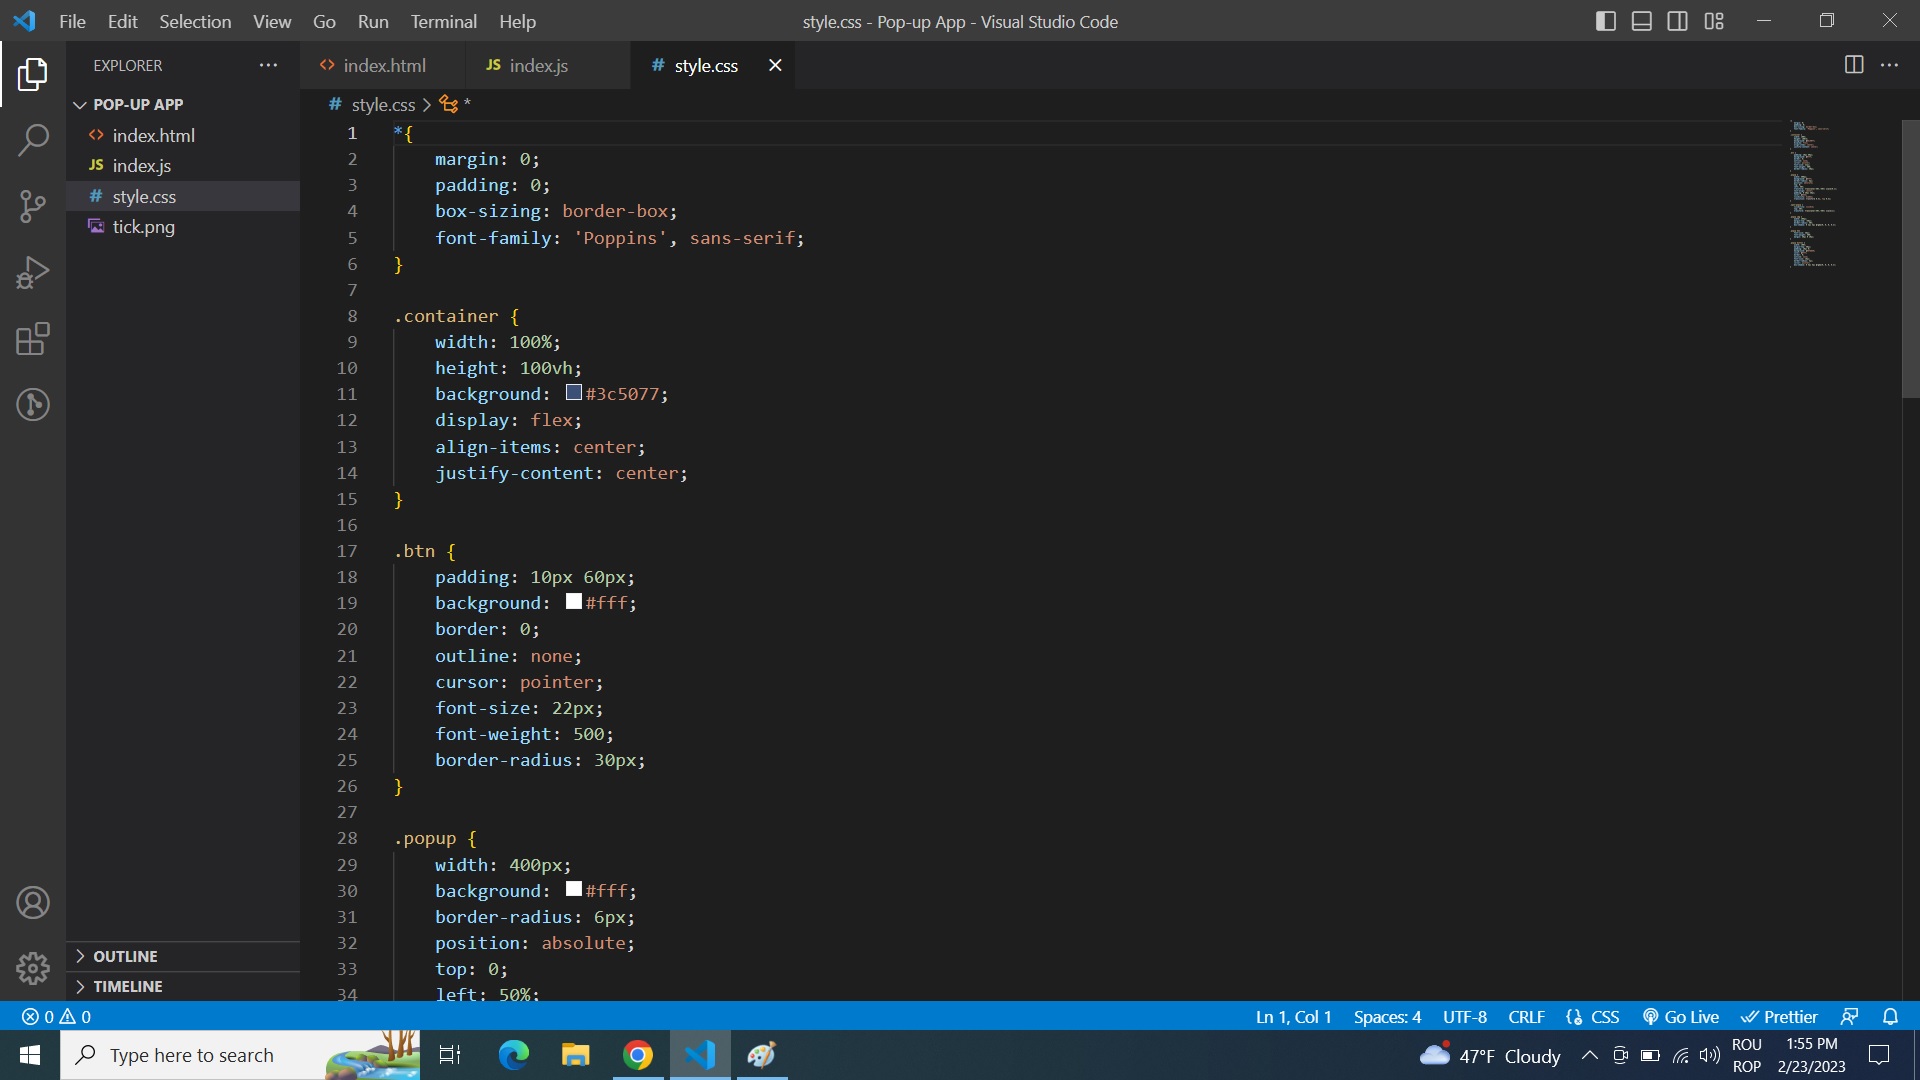 File Edit Selection View Go Run Terminal Help
style.css - Pop-up App - Visual Studio Code
EXPLORER
POP-UP APP
index.html
JS index.js
# style.css
tick.png
OUTLINE
TIMELINE
index.html
JS index.js
# style.css
# style.css > *
1 *{
2 margin: 0;
3 padding: 0;
4 box-sizing: border-box;
5 font-family: 'Poppins', sans-serif;
6 }
7
8 .container {
9 width: 100%;
10 height: 100vh;
11 background: #3c5077;
12 display: flex;
13 align-items: center;
14 justify-content: center;
15 }
16
17 .btn {
18 padding: 10px 60px;
19 background: #fff;
20 border: 0;
21 outline: none;
22 cursor: pointer;
23 font-size: 22px;
24 font-weight: 500;
25 border-radius: 30px;
26 }
27
28 .popup {
29 width: 400px;
30 background: #fff;
31 border-radius: 6px;
32 position: absolute;
33 top: 0;
34 left: 50%;
0 0
Ln 1, Col 1 Spaces: 4 UTF-8 CRLF CSS Go Live Prettier
Type here to search
47°F Cloudy
ROU
ROP
1:55 PM
2/23/2023